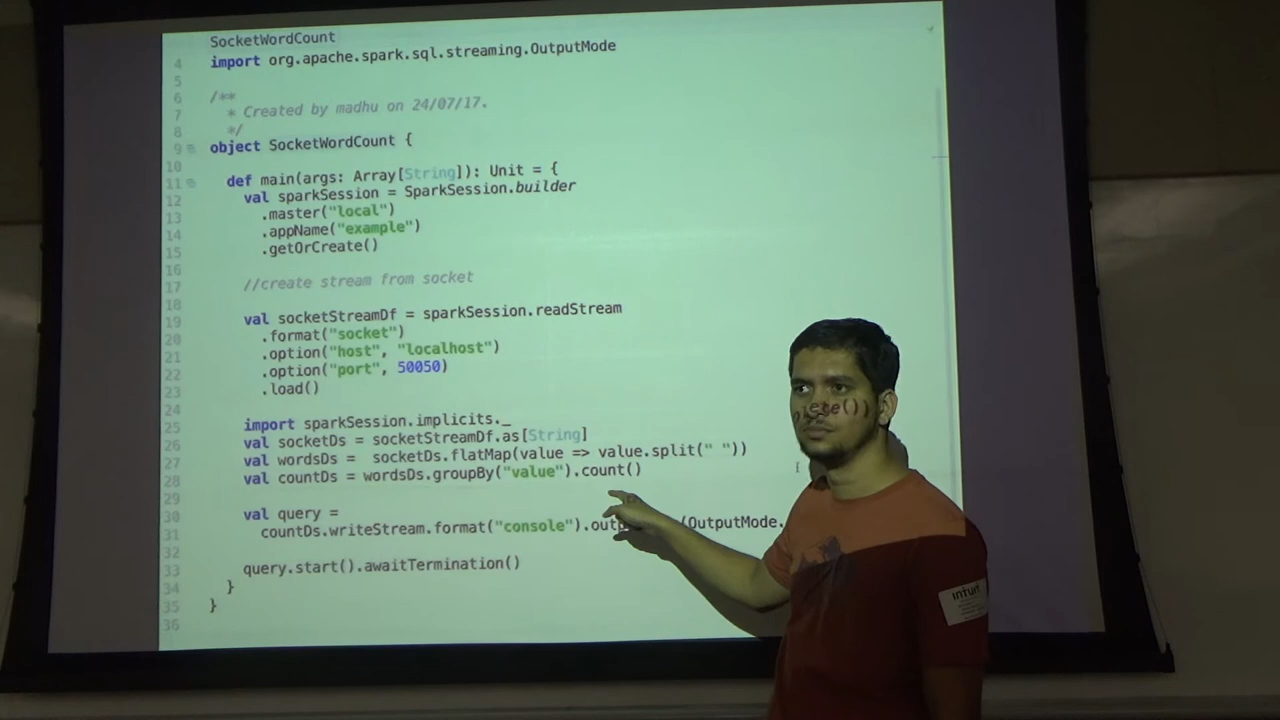 SocketWordCount
4 import org.apache.spark.sql.streaming.OutputMode
5
6 /**
7 * Created by madhu on 24/07/17.
8 */
9 object SocketWordCount {
10
11 def main(args: Array[String]): Unit = {
12 val sparkSession = SparkSession.builder
13 .master("local")
14 .appName("example")
15 .getOrCreate()
16
17 //create stream from socket
18
19 val socketStreamDf = sparkSession.readStream
20 .format("socket")
21 .option("host", "localhost")
22 .option("port", 50050)
23 .load()
24
25 import sparkSession.implicits._
26 val socketDs = socketStreamDf.as[String]
27 val wordsDs = socketDs.flatMap(value => value.split(" "))
28 val countDs = wordsDs.groupBy("value").count()
29
30 val query =
31 countDs.writeStream.format("console").outp (OutputMode. lete())
32
33 query.start().awaitTermination()
34 }
35 }
36
INTUIT